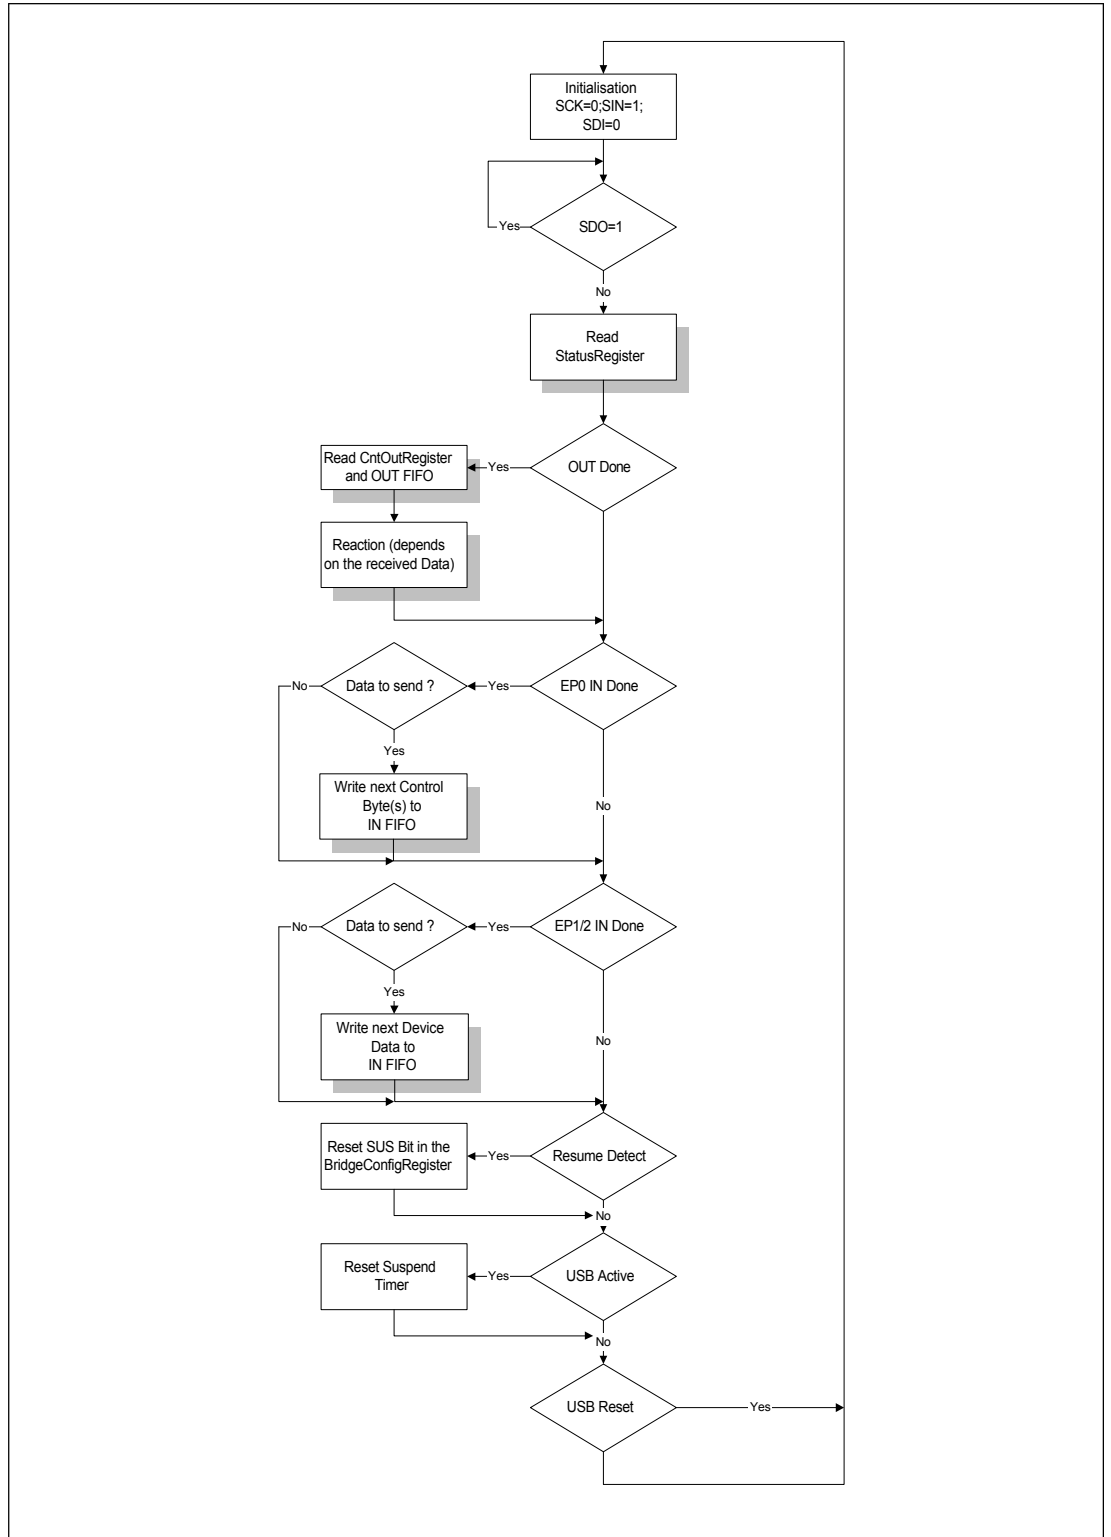 Initialisation
SCK=0;SIN=1;
SDI=0
SDO=1
Yes
No
Read
StatusRegister
OUT Done
Yes
Read CntOutRegister
and OUT FIFO
Reaction (depends
on the received Data)
EP0 IN Done
Yes
Data to send ?
No
Yes
Write next Control
Byte(s) to
IN FIFO
No
EP1/2 IN Done
Yes
Data to send ?
No
Yes
Write next Device
Data to
IN FIFO
No
Resume Detect
Yes
Reset SUS Bit in the
BridgeConfigRegister
No
USB Active
Yes
Reset Suspend
Timer
No
USB Reset
Yes